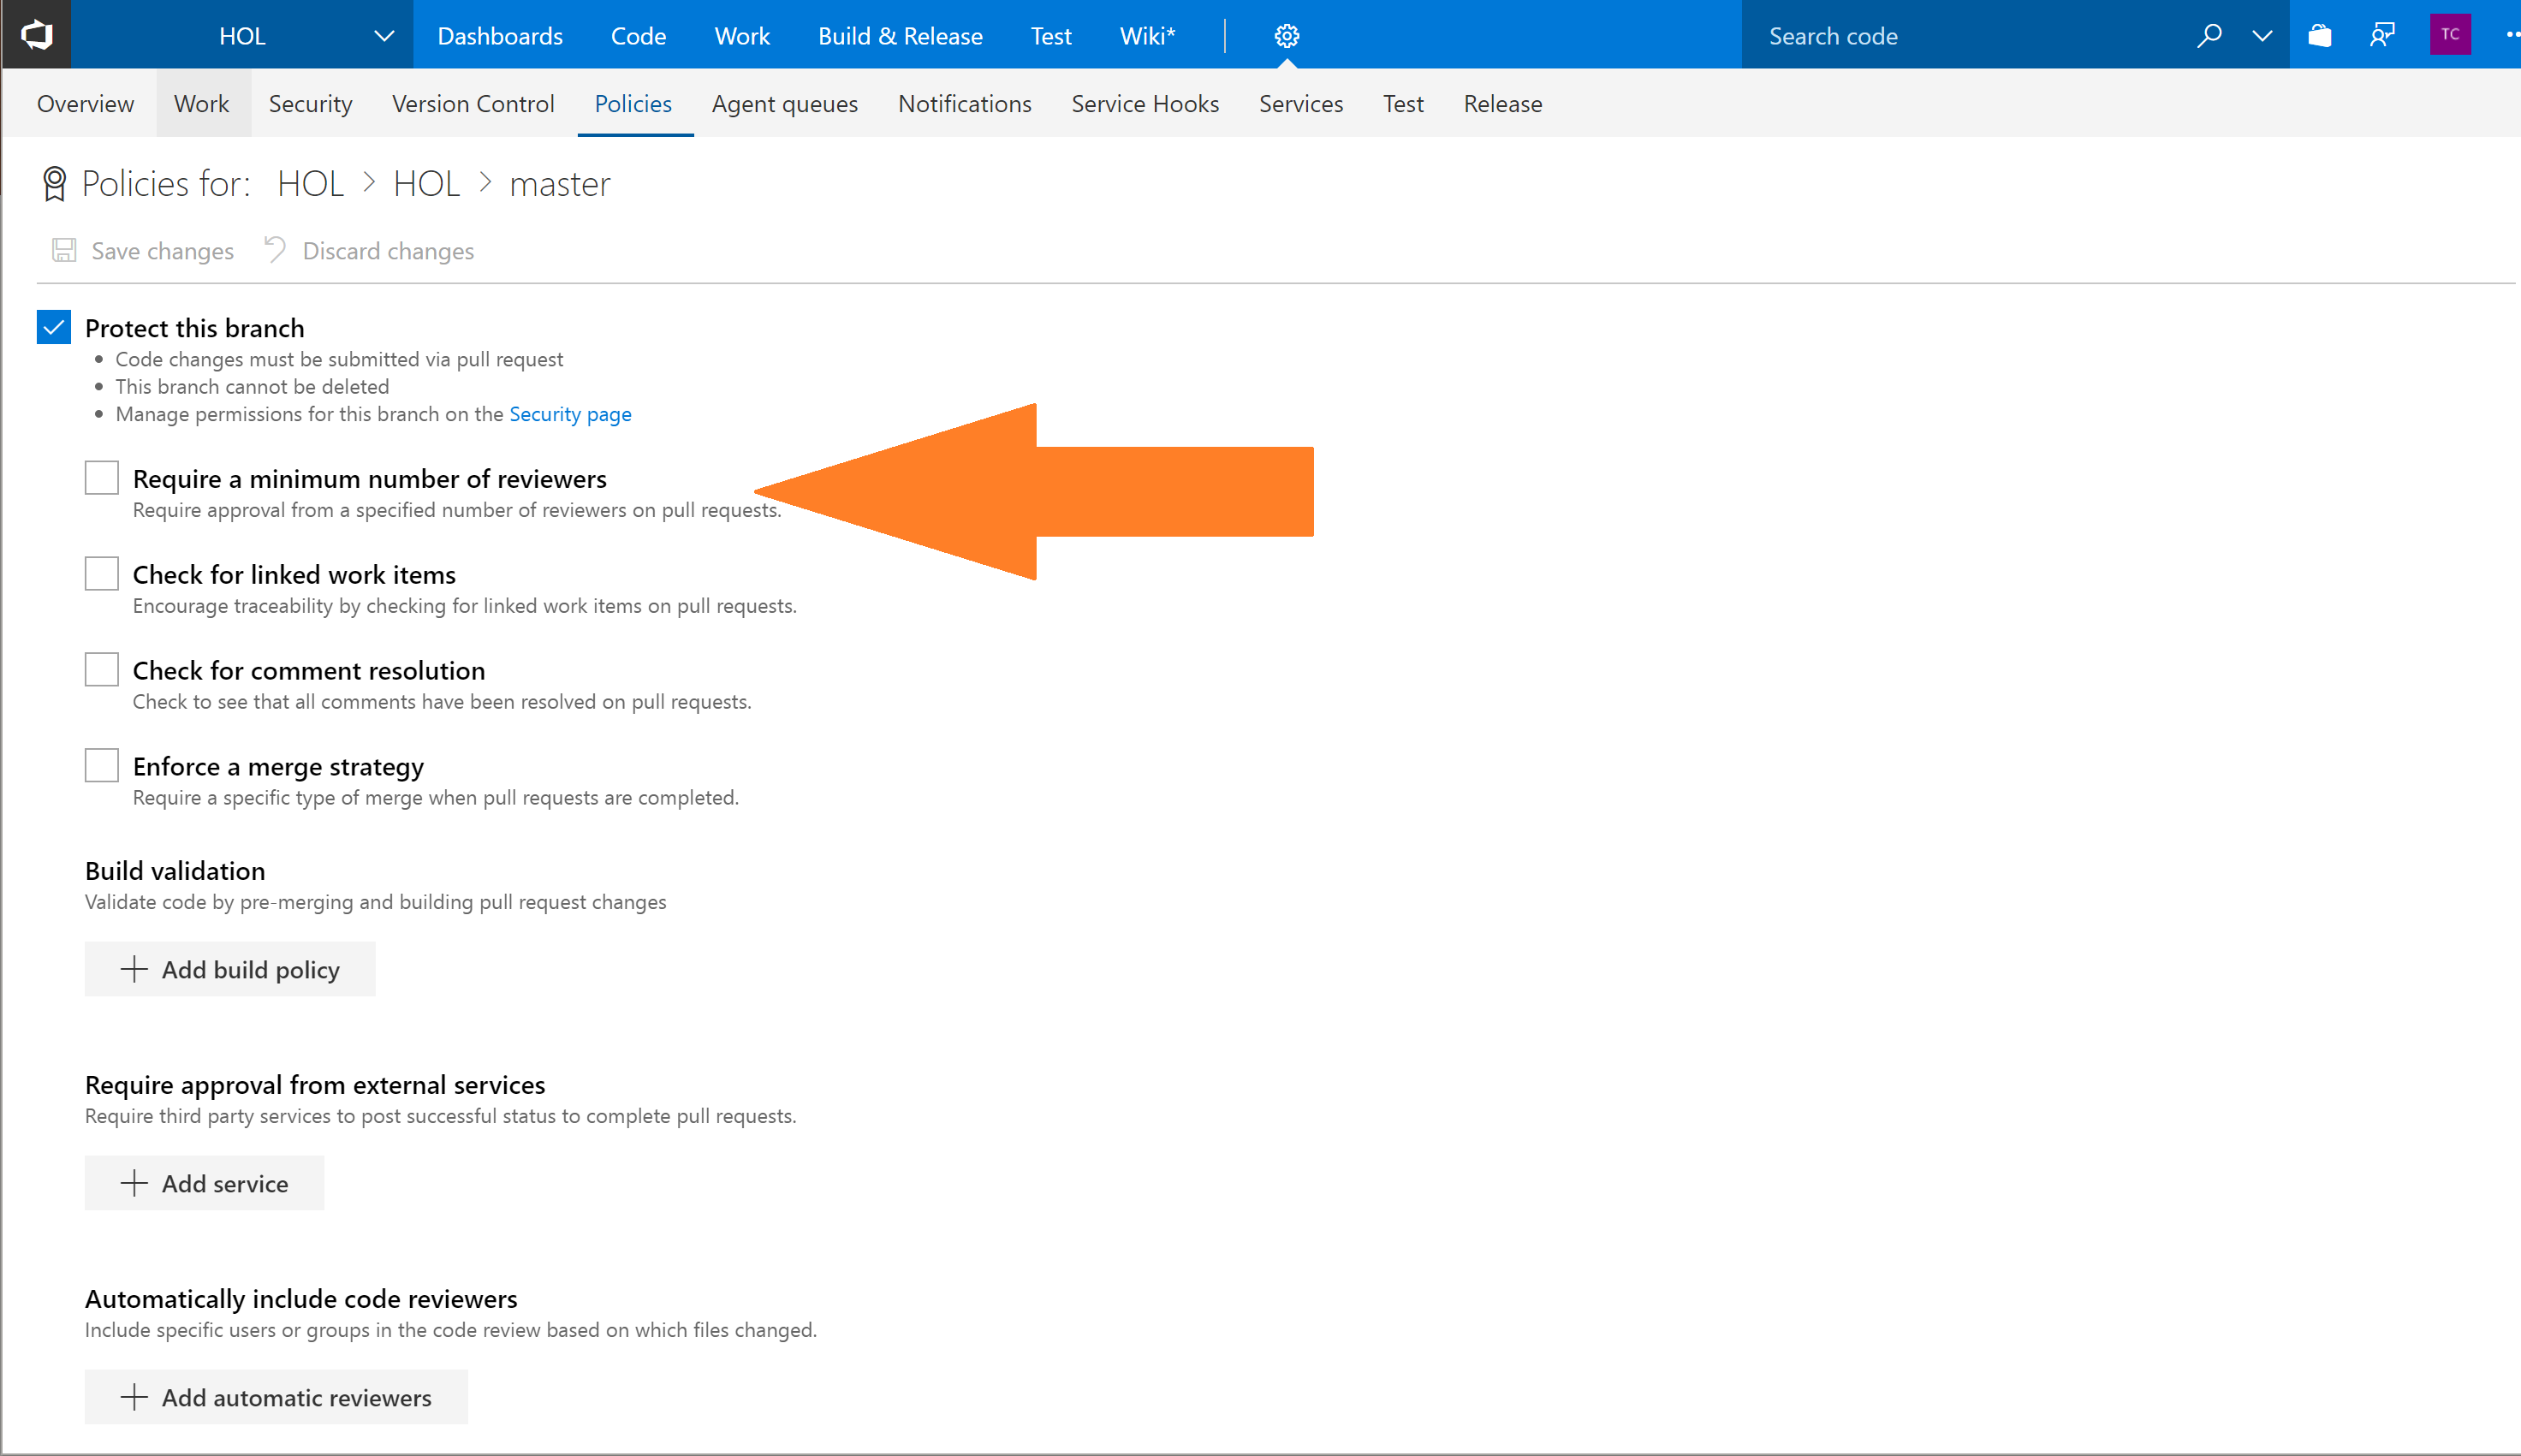 HOL Dashboards Code Work Build & Release Test Wiki* Search code TC
Overview Work Security Version Control Policies Agent queues Notifications Service Hooks Services Test Release
Policies for: HOL > HOL > master
Save changes Discard changes
Protect this branch
• Code changes must be submitted via pull request
• This branch cannot be deleted
• Manage permissions for this branch on the Security page
Require a minimum number of reviewers
Require approval from a specified number of reviewers on pull requests.
Check for linked work items
Encourage traceability by checking for linked work items on pull requests.
Check for comment resolution
Check to see that all comments have been resolved on pull requests.
Enforce a merge strategy
Require a specific type of merge when pull requests are completed.
Build validation
Validate code by pre-merging and building pull request changes
+ Add build policy
Require approval from external services
Require third party services to post successful status to complete pull requests.
+ Add service
Automatically include code reviewers
Include specific users or groups in the code review based on which files changed.
+ Add automatic reviewers